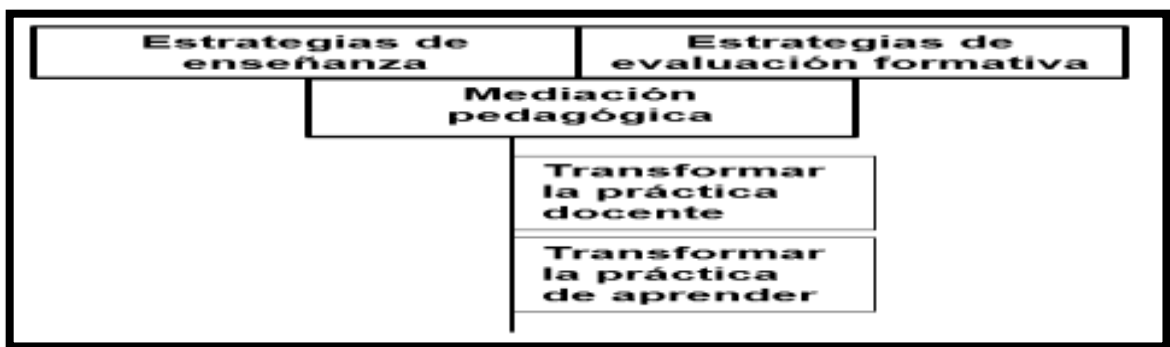 Estrategias de
enseñanza
Estrategias de
evaluación formativa
Mediación
pedagógica
Transformar
la práctica
docente
Transformar
la práctica
de aprender